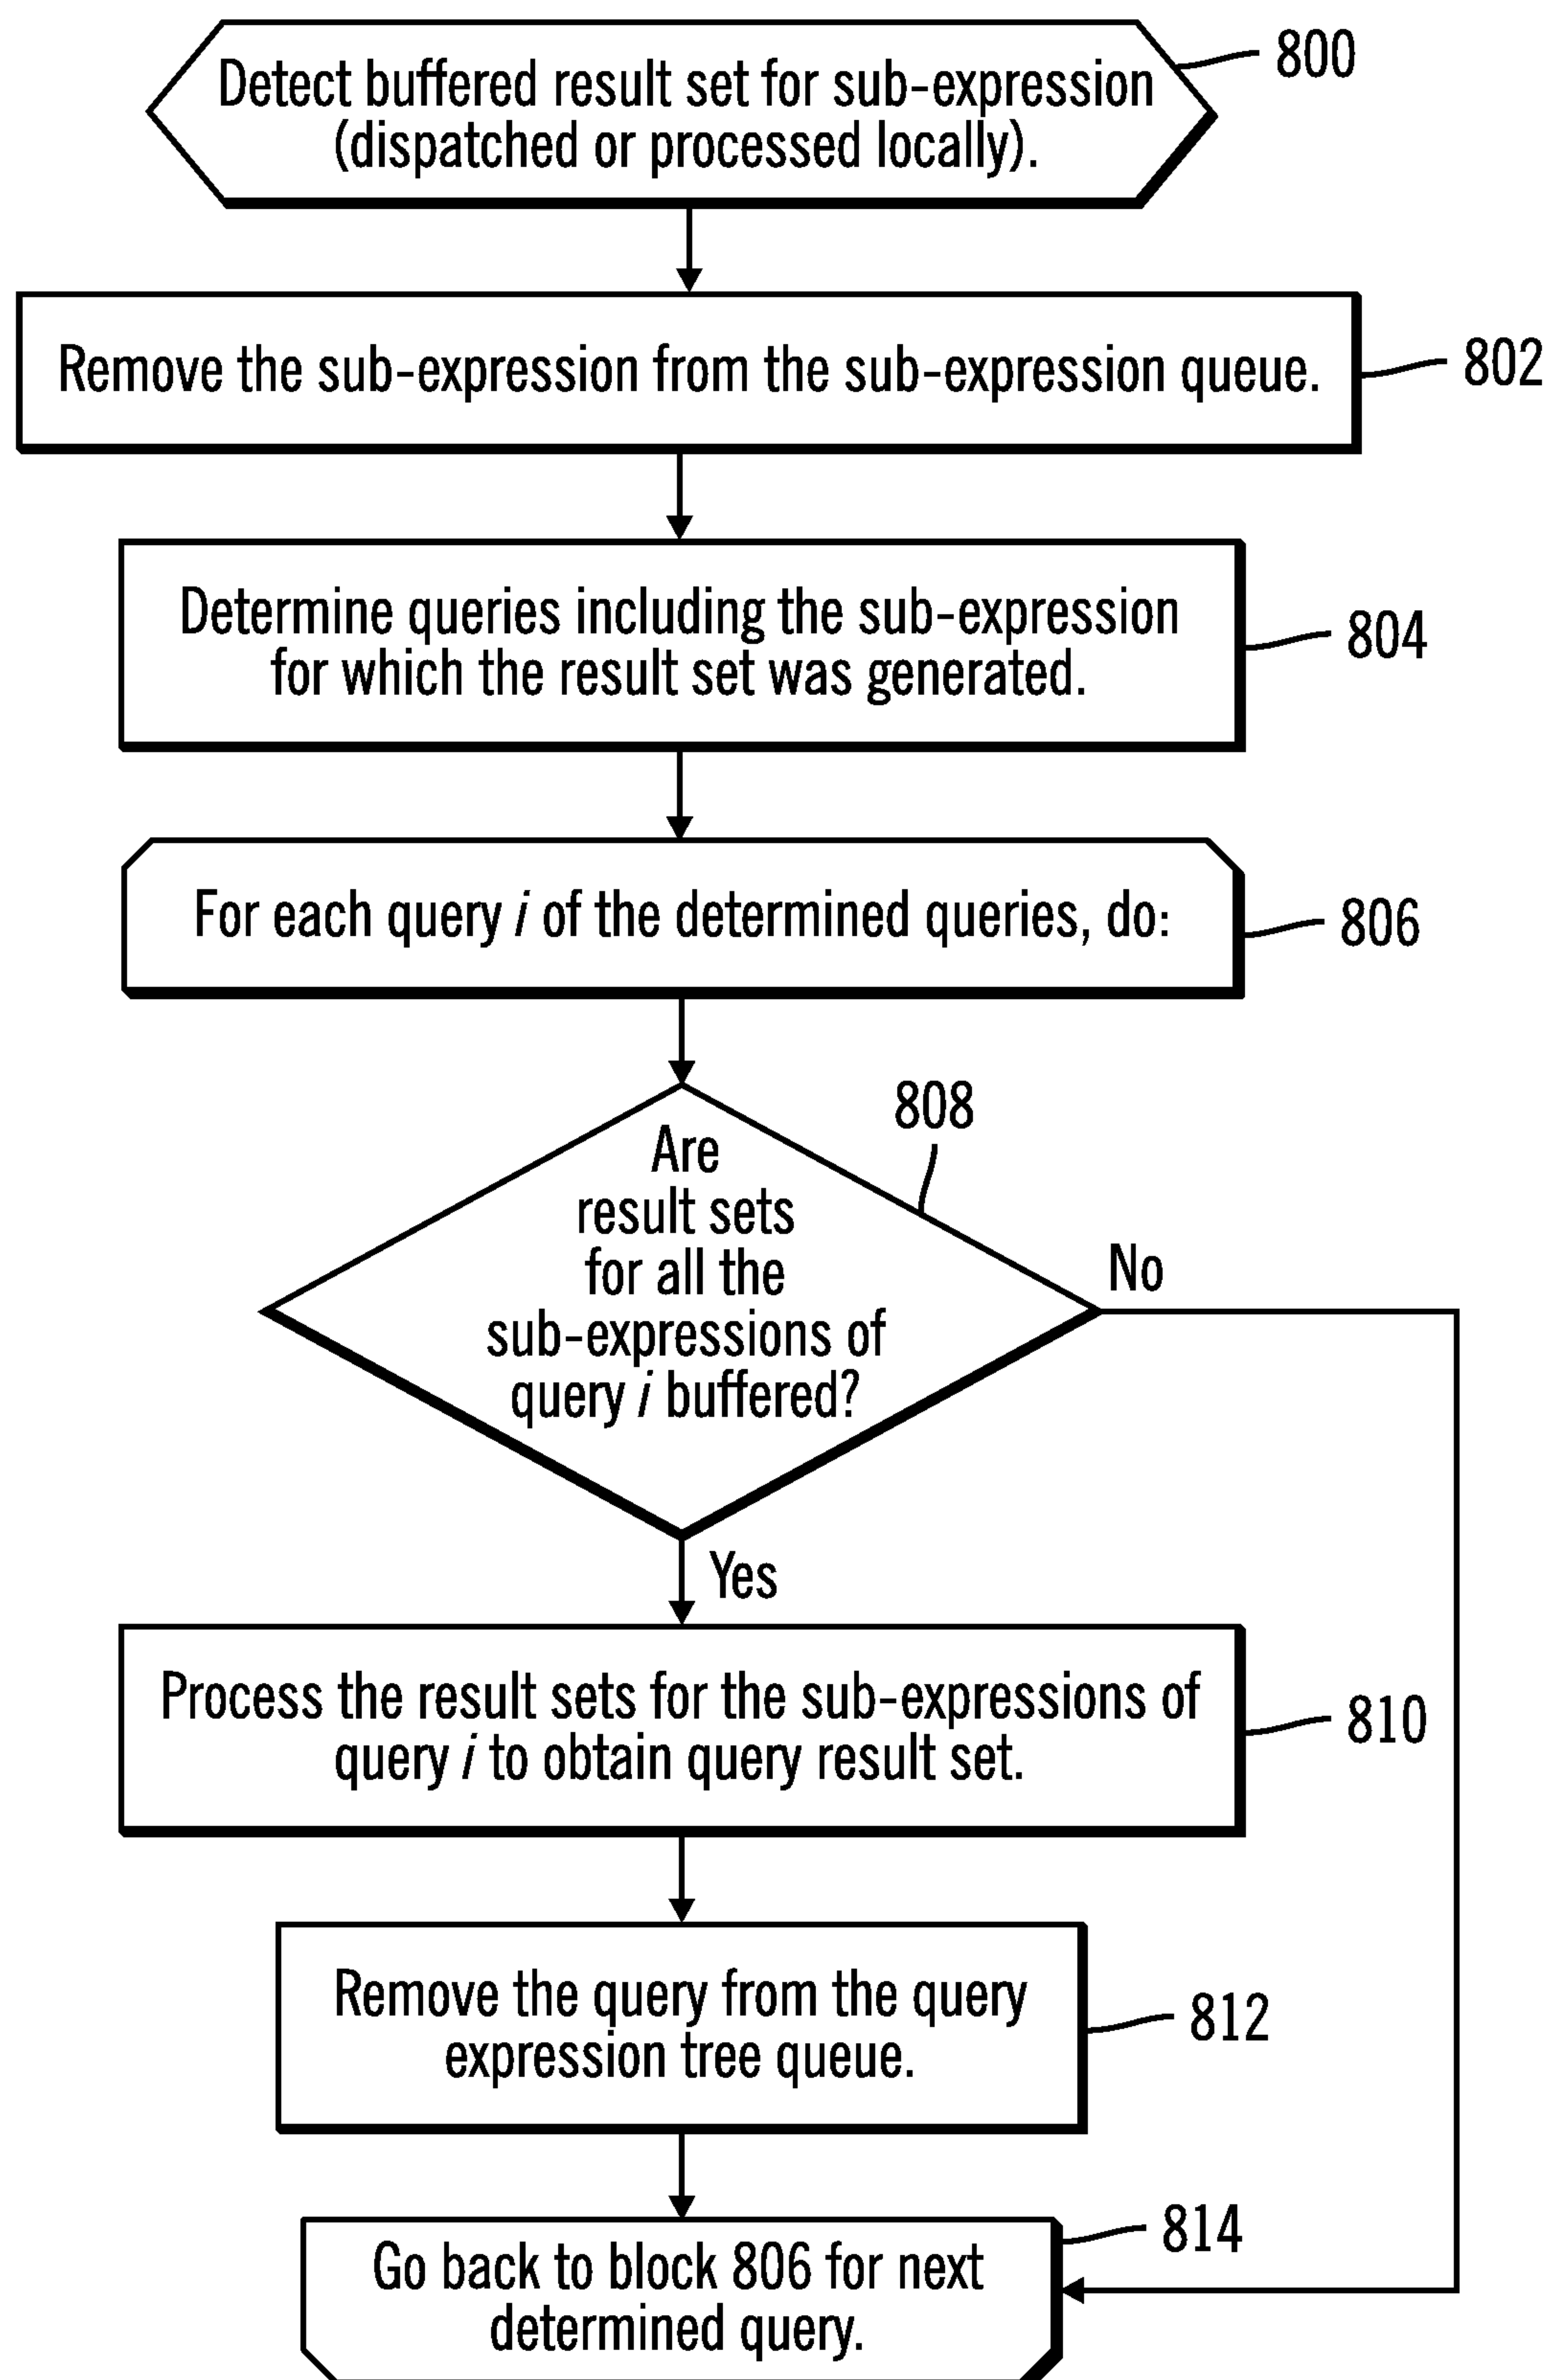 Detect buffered result set for sub-expression
(dispatched or processed locally).
800
Remove the sub-expression from the sub-expression queue.
802
Determine queries including the sub-expression
for which the result set was generated.
804
For each query i of the determined queries, do:
806
808
Are
result sets
for all the
sub-expressions of
query i buffered?
No
Yes
Process the result sets for the sub-expressions of
query i to obtain query result set.
810
Remove the query from the query
expression tree queue.
812
814
Go back to block 806 for next
determined query.